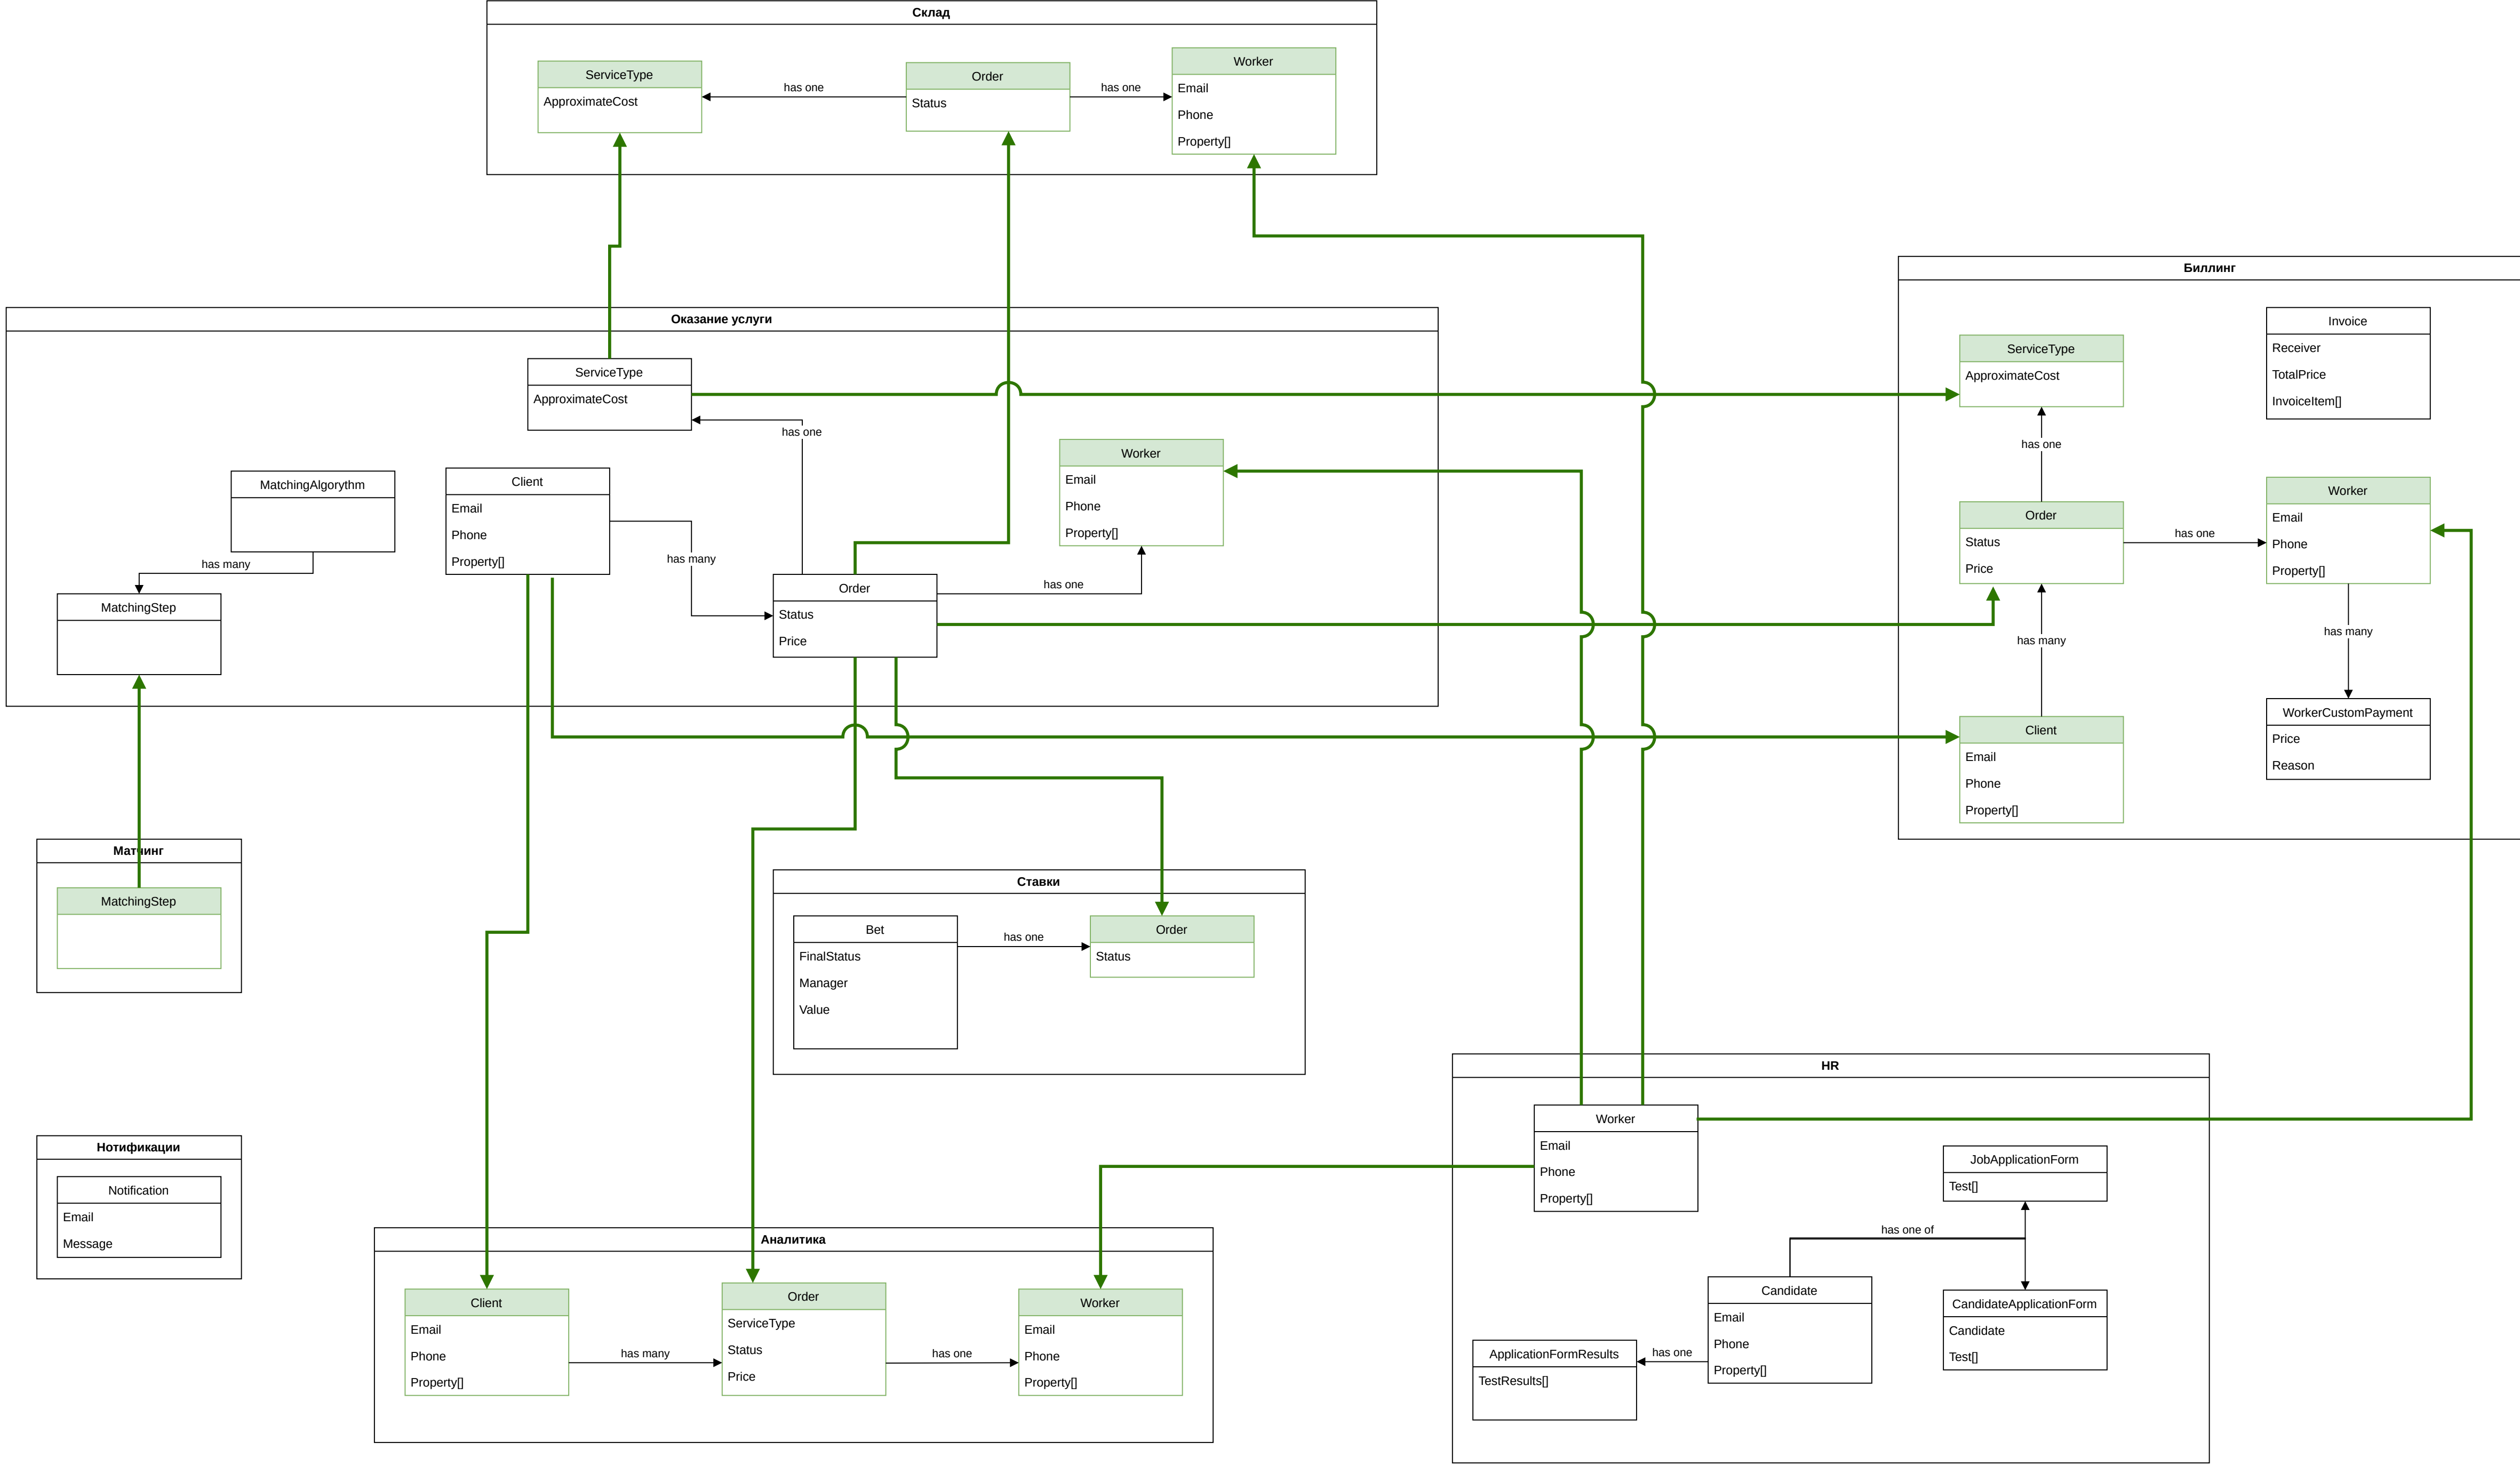 Склад
ServiceType
ApproximateCost
has one
Order
Status
has one
Worker
Email
Phone
Property[]
Оказание услуги
ServiceType
ApproximateCost
has one
MatchingAlgorythm
has many
MatchingStep
Client
Email
Phone
Property[]
has many
Order
Status
Price
has one
Worker
Email
Phone
Property[]
Биллинг
ServiceType
ApproximateCost
has one
Order
Status
Price
has many
Client
Email
Phone
Property[]
Invoice
Receiver
TotalPrice
InvoiceItem[]
has one
Worker
Email
Phone
Property[]
has many
WorkerCustomPayment
Price
Reason
Матчинг
MatchingStep
Ставки
Bet
FinalStatus
Manager
Value
has one
Order
Status
Нотификации
Notification
Email
Message
Аналитика
Client
Email
Phone
Property[]
has many
Order
ServiceType
Status
Price
has one
Worker
Email
Phone
Property[]
HR
Worker
Email
Phone
Property[]
JobApplicationForm
Test[]
has one of
Candidate
Email
Phone
Property[]
CandidateApplicationForm
Candidate
Test[]
has one
ApplicationFormResults
TestResults[]